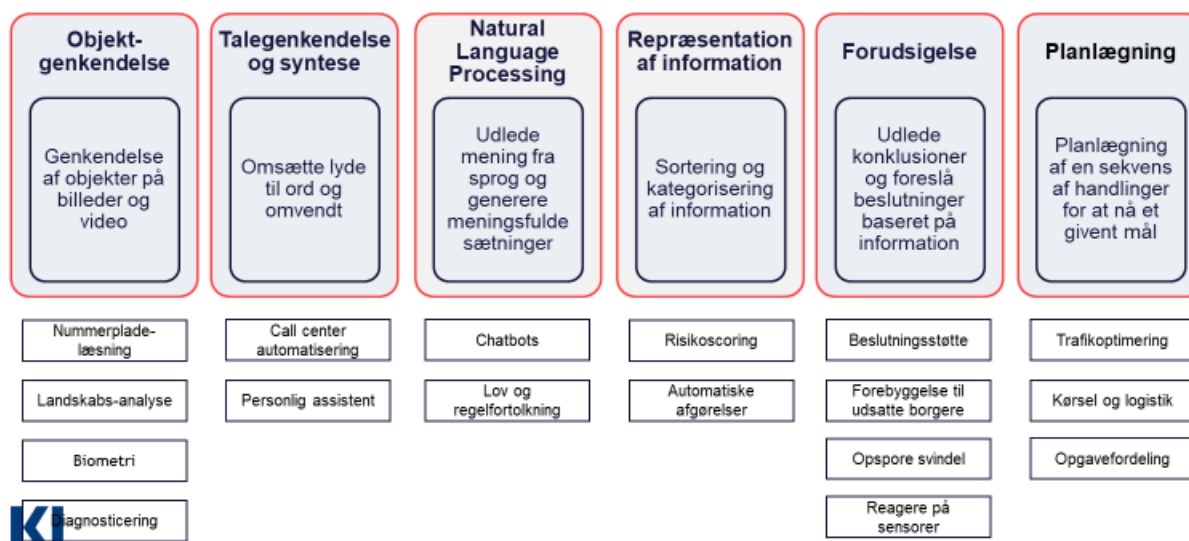 Objekt-
genkendelse
Genkendelse
af objekter på
billeder og
video
Nummerplade-
læsning
Landskabs-analyse
Biometri
Diagnosticering
Talegenkendelse
og syntese
Omsætte lyde
til ord og
omvendt
Call center
automatisering
Personlig assistent
Natural
Language
Processing
Udlede
mening fra
sprog og
generere
meningsfulde
sætninger
Chatbots
Lov og
regelfortolkning
Repræsentation
af information
Sortering og
kategorisering
af information
Risikoscoring
Automatiske
afgørelser
Forudsigelse
Udlede
konklusioner
og foreslå
beslutninger
baseret på
information
Beslutningsstøtte
Forebyggelse til
udsatte borgere
Opspore svindel
Reagere på
sensorer
Planlægning
Planlægning
af en sekvens
af handlinger
for at nå et
givent mål
Trafikoptimering
Kørsel og logistik
Opgavefordeling